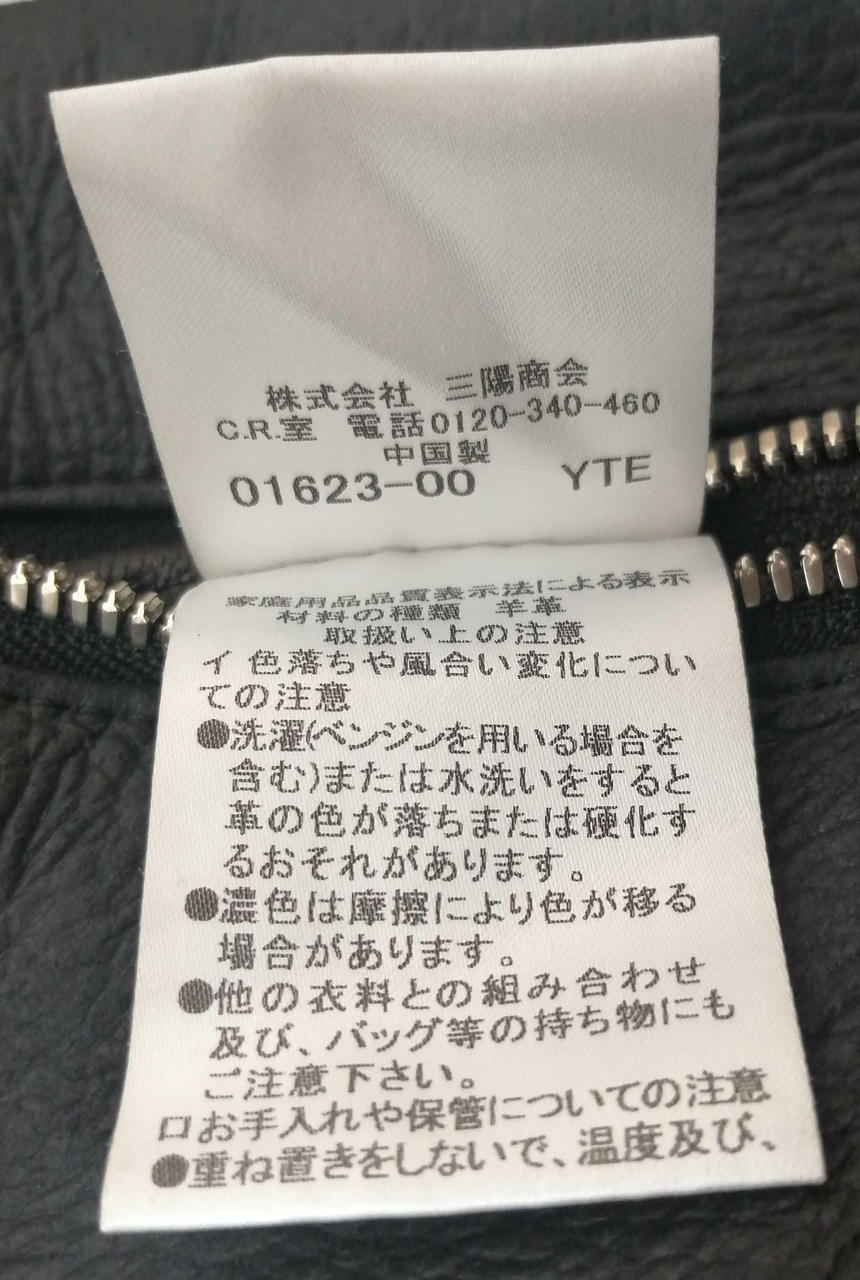 株式会社 三陽商会
C.R.室 電話0120-340-460
中国製
01623-00 YTE
家庭用品品質表示法による表示
材料の種類 羊革
取扱い上の注意
イ 色落ちや風合い変化につい
ての注意
●洗濯(ベンジンを用いる場合を
含む)または水洗いをすると
革の色が落ちまたは硬化す
るおそれがあります。
●濃色は摩擦により色が移る
場合があります。
●他の衣料との組み合わせ
及び、バッグ等の持ち物にも
ご注意下さい。
ロお手入れや保管についての注意
●重ね置きをしないで、温度及び、